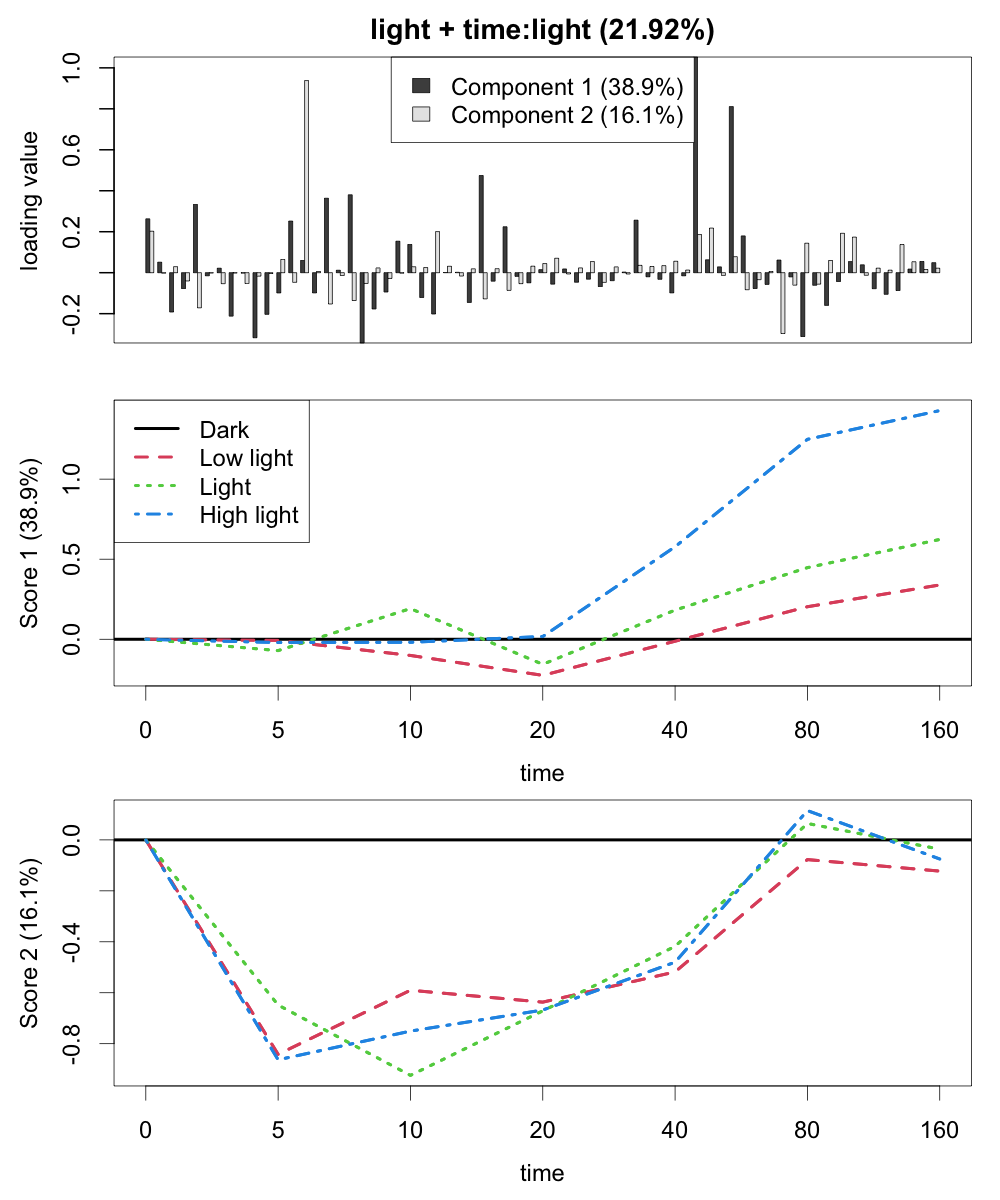 light + time:light (21.92%)
Component 1 (38.9%)
Component 2 (16.1%)
loading value
1.0
0.6
0.2
-0.2
Dark
Low light
Light
High light
Score 1 (38.9%)
1.0
0.5
0.0
0 5 10 20 40 80 160
time
Score 2 (16.1%)
0.0
-0.4
-0.8
0 5 10 20 40 80 160
time